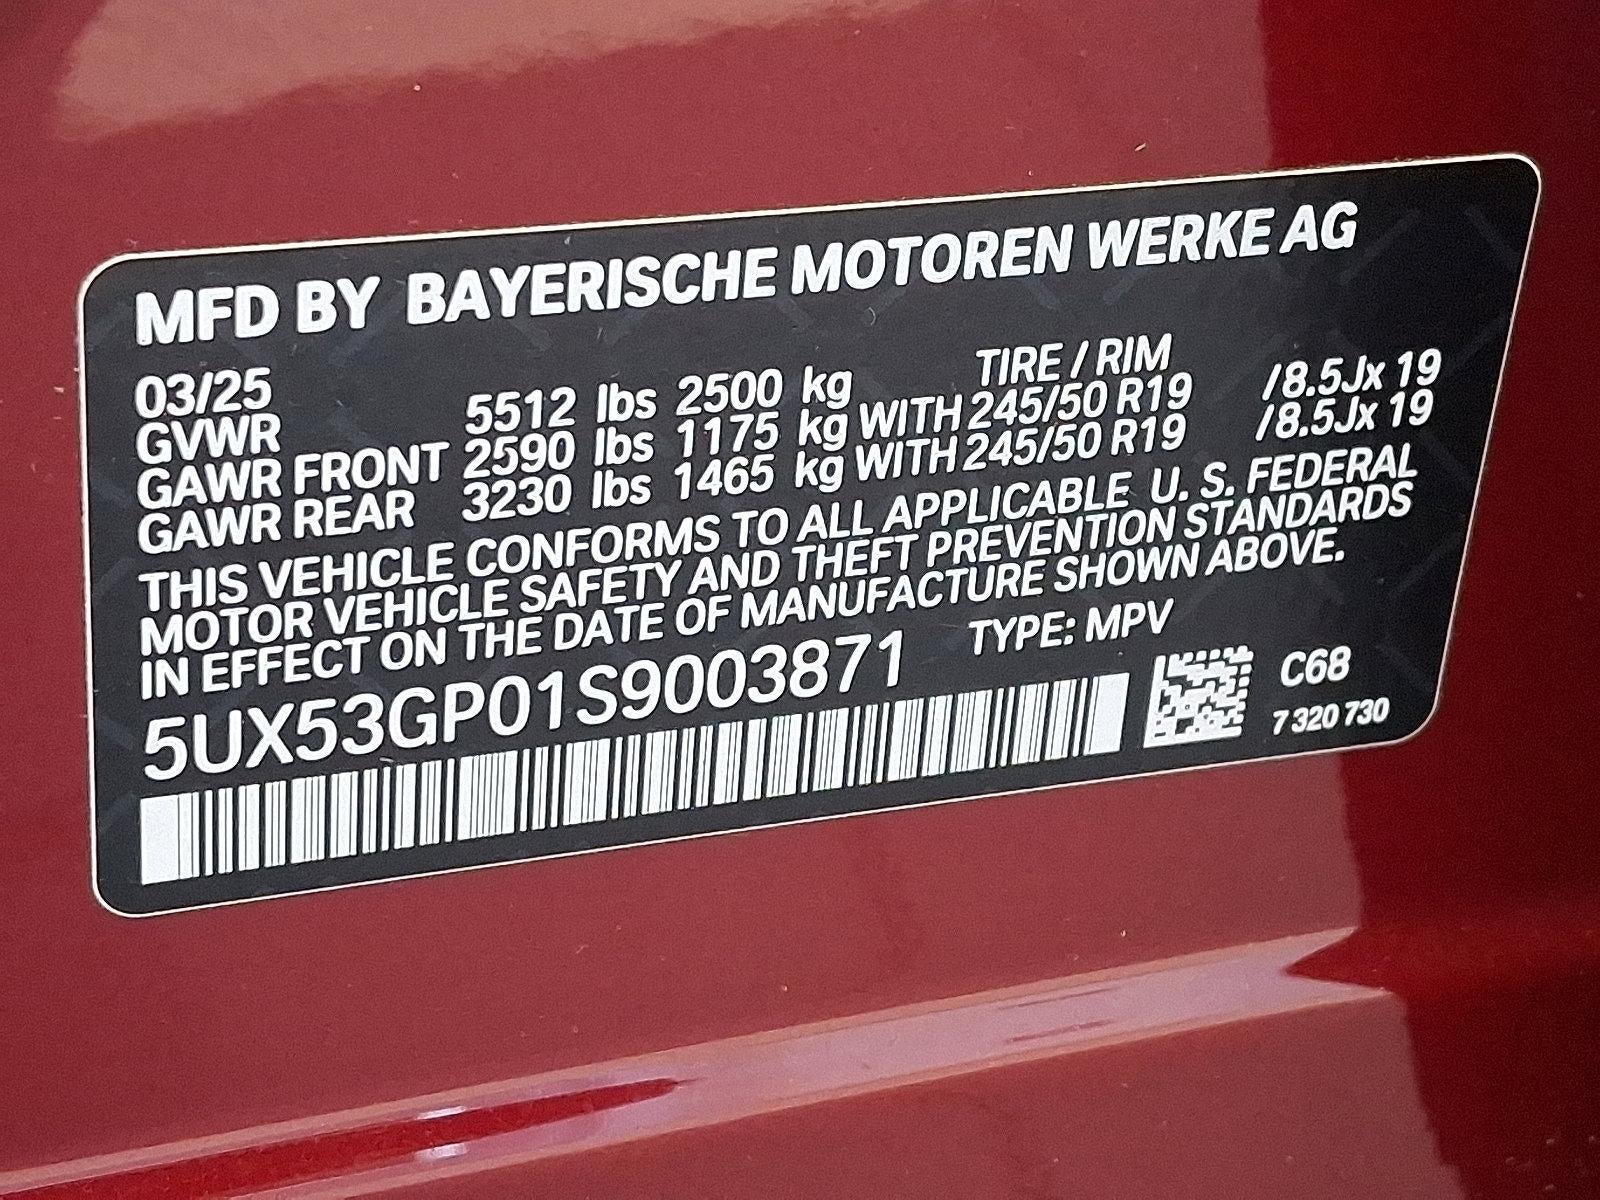 MFD BY BAYERISCHE MOTOREN WERKE AG
03/25 TIRE / RIM
GVWR 5512 lbs 2500 kg
GAWR FRONT 2590 lbs 1175 kg WITH 245/50 R19 /8.5Jx 19
GAWR REAR 3230 lbs 1465 kg WITH 245/50 R19 /8.5Jx 19
THIS VEHICLE CONFORMS TO ALL APPLICABLE U. S. FEDERAL
MOTOR VEHICLE SAFETY AND THEFT PREVENTION STANDARDS
IN EFFECT ON THE DATE OF MANUFACTURE SHOWN ABOVE.
5UX53GP01S9003871 TYPE: MPV
C68
7 320 730